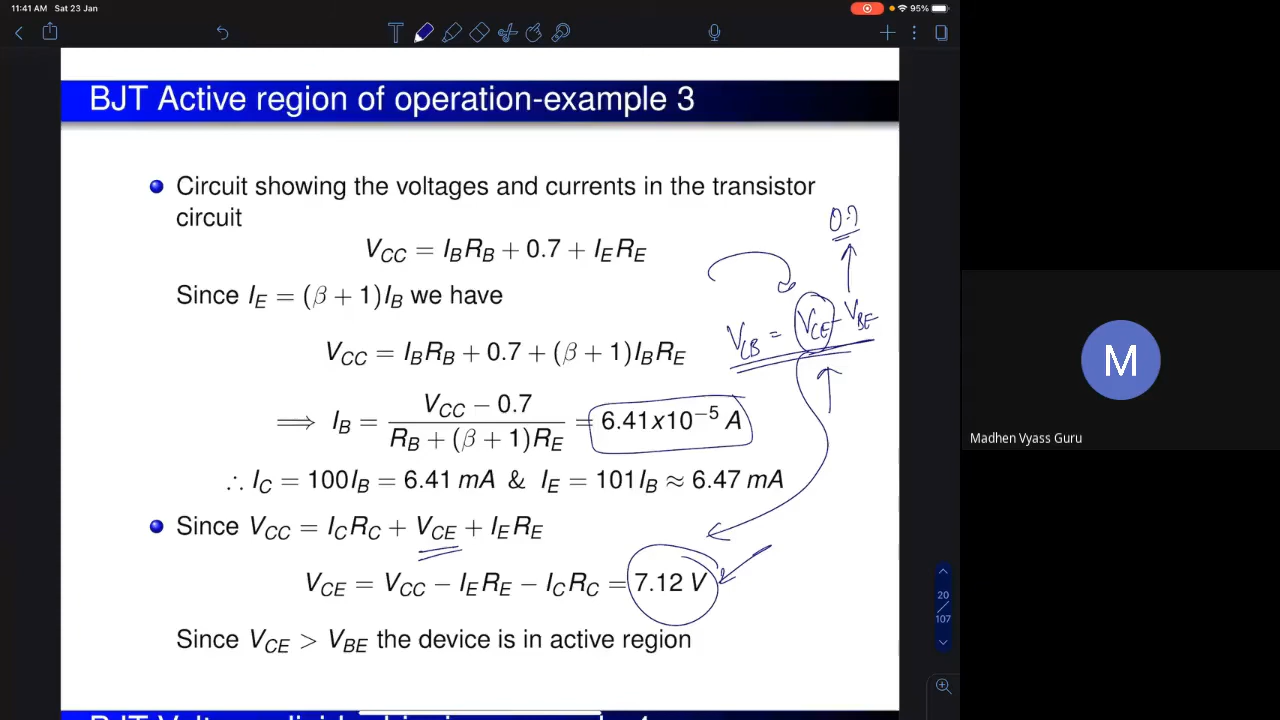 11:41 AM Sat 23 Jan
95%
BJT Active region of operation-example 3
Circuit showing the voltages and currents in the transistor
circuit
V_CC = I_B R_B + 0.7 + I_E R_E
Since I_E = (β + 1)I_B we have
V_CC = I_B R_B + 0.7 + (β + 1)I_B R_E
⟹ I_B = (V_CC − 0.7) / (R_B + (β + 1)R_E) = 6.41x10⁻⁵ A
∴ I_C = 100I_B = 6.41 mA & I_E = 101I_B ≈ 6.47 mA
Since V_CC = I_C R_C + V_CE + I_E R_E
V_CE = V_CC − I_E R_E − I_C R_C = 7.12 V
Since V_CE > V_BE the device is in active region
V_CB = V_CE − V_BE
20
107
M
Madhen Vyass Guru